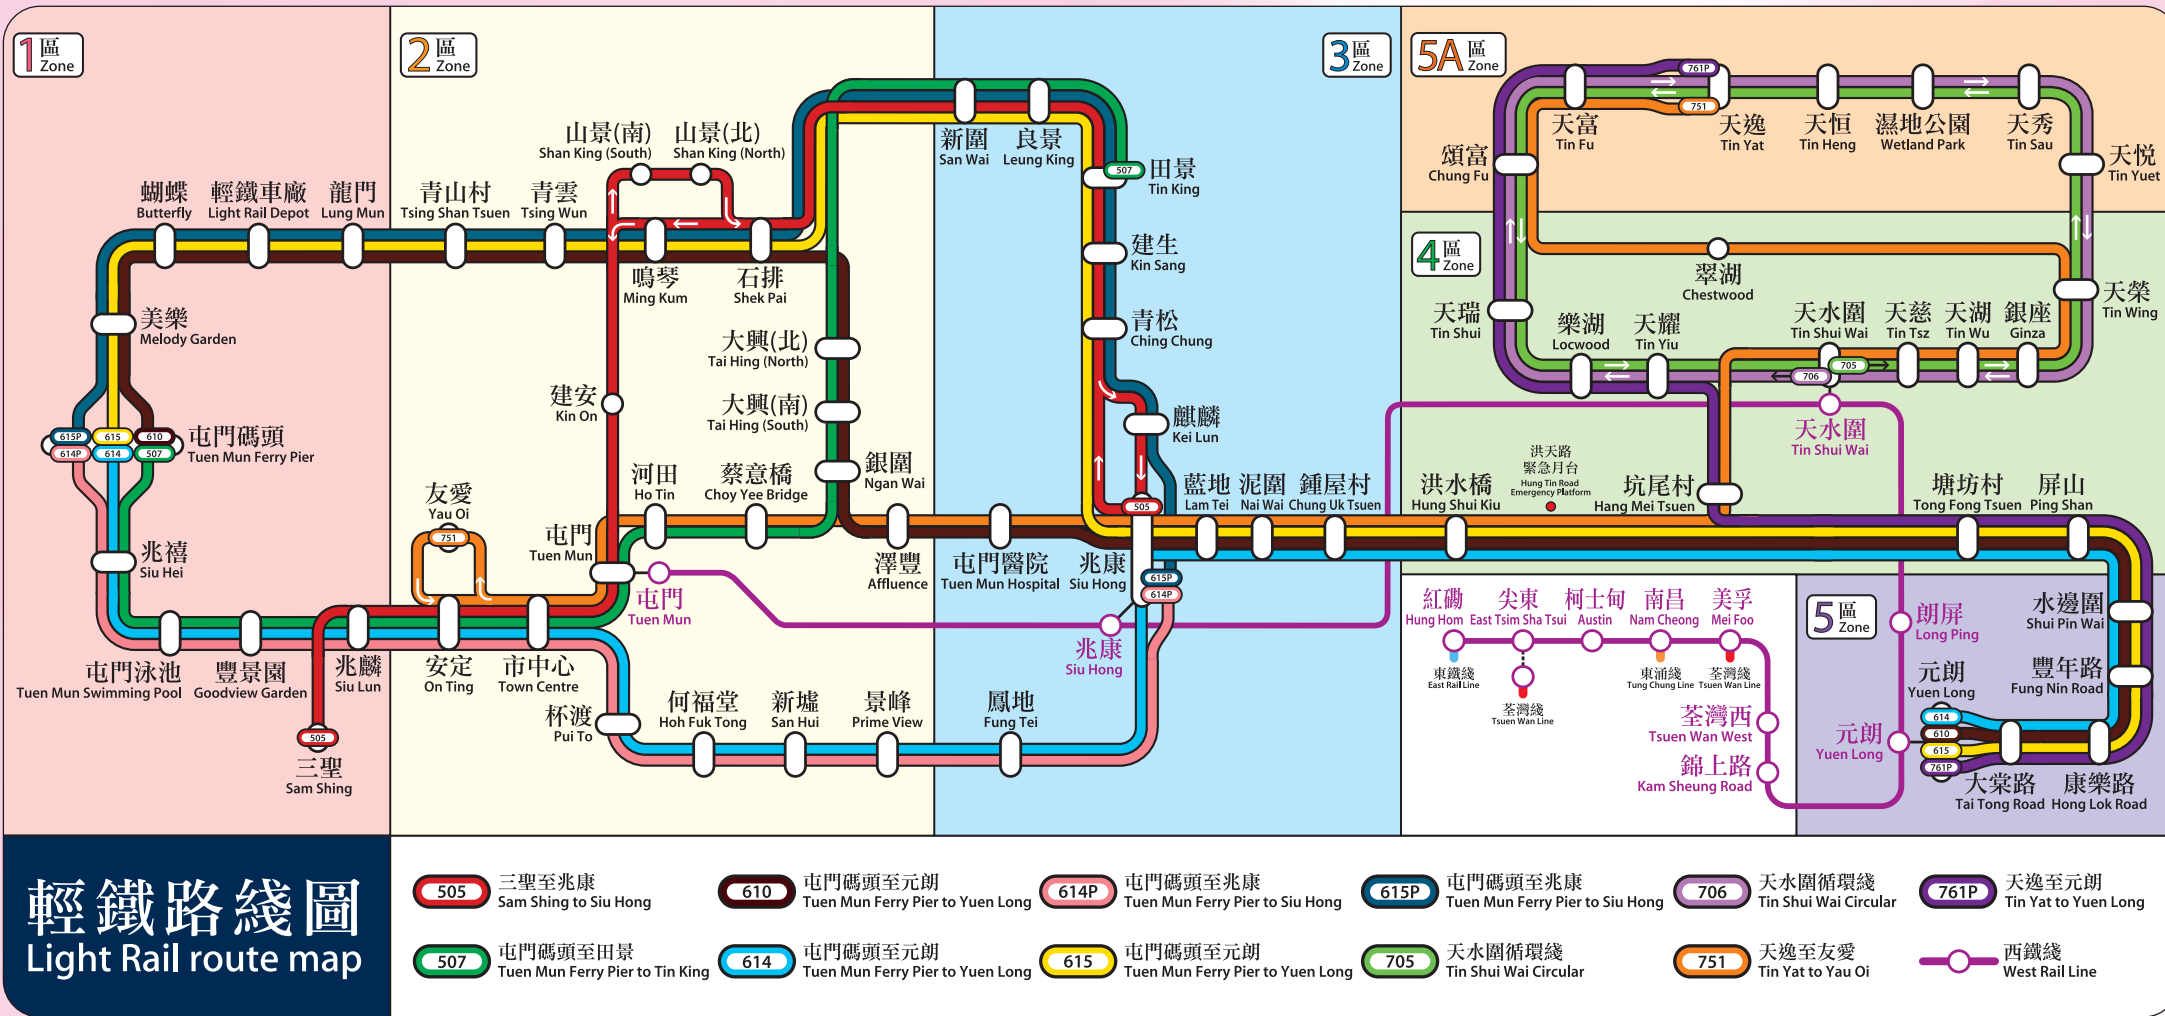 1區
Zone
2區
Zone
3區
Zone
5A區
Zone
4區
Zone
5區
Zone
蝴蝶
Butterfly
輕鐵車廠
Light Rail Depot
龍門
Lung Mun
青山村
Tsing Shan Tsuen
青雲
Tsing Wun
山景(南)
Shan King (South)
山景(北)
Shan King (North)
鳴琴
Ming Kum
石排
Shek Pai
新圍
San Wai
良景
Leung King
507
田景
Tin King
建生
Kin Sang
青松
Ching Chung
麒麟
Kei Lun
美樂
Melody Garden
615P
615
610
614P
614
507
屯門碼頭
Tuen Mun Ferry Pier
兆禧
Siu Hei
屯門泳池
Tuen Mun Swimming Pool
豐景園
Goodview Garden
兆麟
Siu Lun
505
三聖
Sam Shing
友愛
Yau Oi
751
安定
On Ting
市中心
Town Centre
屯門
Tuen Mun
屯門
Tuen Mun
建安
Kin On
大興(北)
Tai Hing (North)
大興(南)
Tai Hing (South)
銀圍
Ngan Wai
河田
Ho Tin
蔡意橋
Choy Yee Bridge
澤豐
Affluence
屯門醫院
Tuen Mun Hospital
505
兆康
Siu Hong
615P
614P
兆康
Siu Hong
杯渡
Pui To
何福堂
Hoh Fuk Tong
新墟
San Hui
景峰
Prime View
鳳地
Fung Tei
藍地
Lam Tei
泥圍
Nai Wai
鍾屋村
Chung Uk Tsuen
洪水橋
Hung Shui Kiu
洪天路
緊急月台
Hung Tin Road
Emergency Platform
坑尾村
Hang Mei Tsuen
塘坊村
Tong Fong Tsuen
屏山
Ping Shan
761P
751
天富
Tin Fu
天逸
Tin Yat
天恒
Tin Heng
濕地公園
Wetland Park
天秀
Tin Sau
頌富
Chung Fu
天悦
Tin Yuet
翠湖
Chestwood
天瑞
Tin Shui
樂湖
Locwood
天耀
Tin Yiu
天水圍
Tin Shui Wai
705
706
天慈
Tin Tsz
天湖
Tin Wu
銀座
Ginza
天榮
Tin Wing
天水圍
Tin Shui Wai
紅磡
Hung Hom
尖東
East Tsim Sha Tsui
柯士甸
Austin
南昌
Nam Cheong
美孚
Mei Foo
東鐵綫
East Rail Line
荃灣綫
Tsuen Wan Line
東涌綫
Tung Chung Line
荃灣綫
Tsuen Wan Line
荃灣西
Tsuen Wan West
錦上路
Kam Sheung Road
朗屏
Long Ping
元朗
Yuen Long
水邊圍
Shui Pin Wai
豐年路
Fung Nin Road
元朗
Yuen Long
614
610
615
761P
大棠路
Tai Tong Road
康樂路
Hong Lok Road
輕鐵路綫圖
Light Rail route map
505
三聖至兆康
Sam Shing to Siu Hong
610
屯門碼頭至元朗
Tuen Mun Ferry Pier to Yuen Long
614P
屯門碼頭至兆康
Tuen Mun Ferry Pier to Siu Hong
615P
屯門碼頭至兆康
Tuen Mun Ferry Pier to Siu Hong
706
天水圍循環綫
Tin Shui Wai Circular
761P
天逸至元朗
Tin Yat to Yuen Long
507
屯門碼頭至田景
Tuen Mun Ferry Pier to Tin King
614
屯門碼頭至元朗
Tuen Mun Ferry Pier to Yuen Long
615
屯門碼頭至元朗
Tuen Mun Ferry Pier to Yuen Long
705
天水圍循環綫
Tin Shui Wai Circular
751
天逸至友愛
Tin Yat to Yau Oi
西鐵綫
West Rail Line